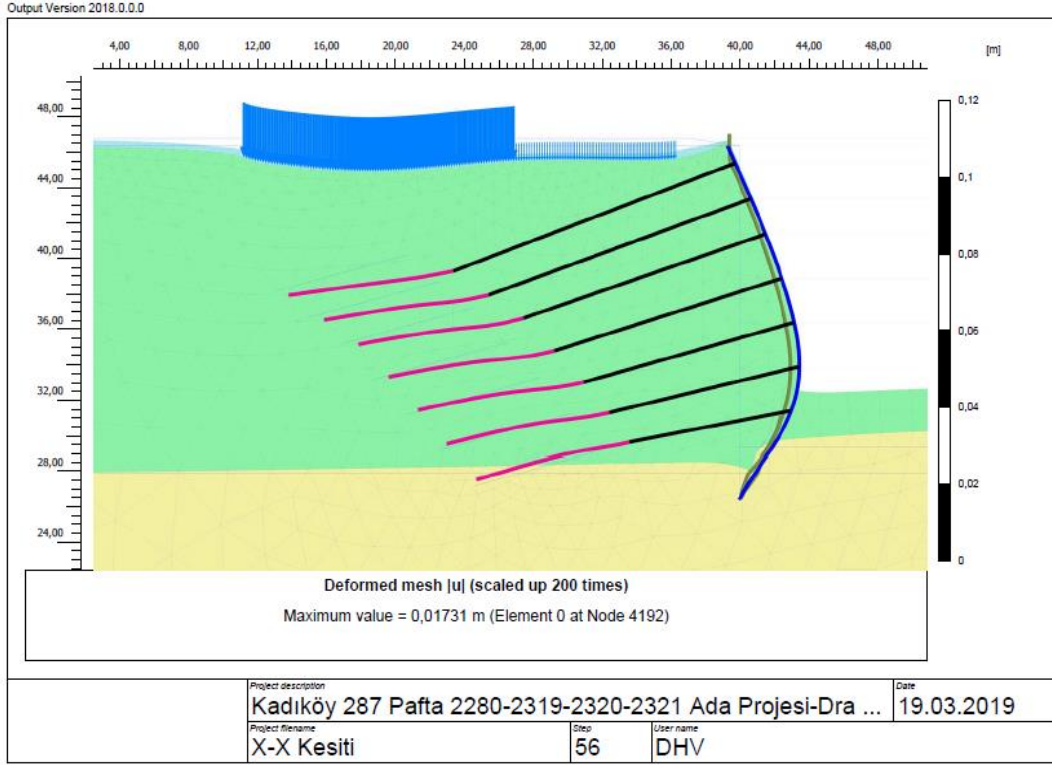 Output Version 2018.0.0.0
4,00 8,00 12,00 16,00 20,00 24,00 28,00 32,00 36,00 40,00 44,00 48,00
[m]
48,00
44,00
40,00
36,00
32,00
28,00
24,00
0,12
0,1
0,08
0,06
0,04
0,02
0
Deformed mesh |u| (scaled up 200 times)
Maximum value = 0,01731 m (Element 0 at Node 4192)
Project description
Kadıköy 287 Pafta 2280-2319-2320-2321 Ada Projesi-Dra ...
Date
19.03.2019
Project filename
X-X Kesiti
Step
56
User name
DHV